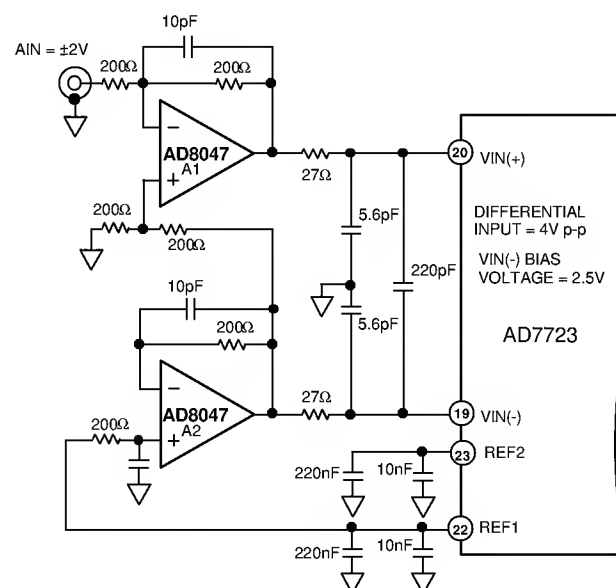 10pF
AIN = ±2V
200Ω
200Ω
AD8047
A1
−
+
27Ω
20
VIN(+)
200Ω
200Ω
5.6pF
DIFFERENTIAL
INPUT = 4V p-p
VIN(-) BIAS
VOLTAGE = 2.5V
220pF
10pF
5.6pF
200Ω
AD7723
−
AD8047
A2
+
27Ω
19
VIN(-)
200Ω
23
REF2
220nF
10nF
22
REF1
220nF
10nF